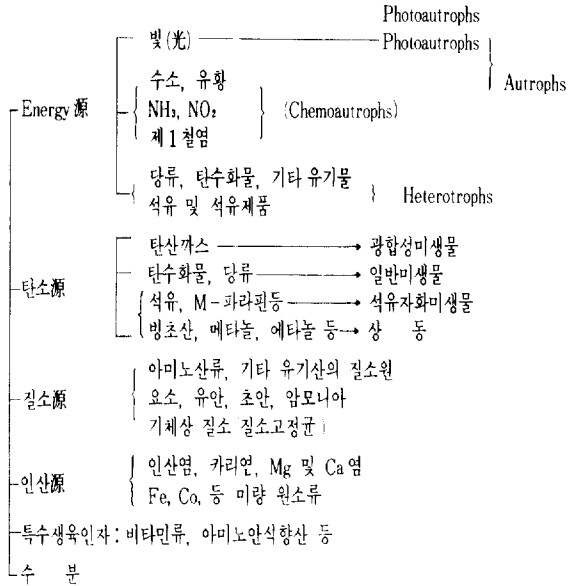 Photoautrophs
빛(光) Photoautrophs
Autrophs
Energy源
수소, 유황
NH₃, NO₂
제1철염
(Chemoautrophs)
당류, 탄수화물, 기타 유기물
석유 및 석유제품
Heterotrophs
탄소源
탄산까스 → 광합성미생물
탄수화물, 당류 → 일반미생물
석유, M-파라핀등 → 석유자화미생물
빙초산, 메타놀, 에타놀 등 → 상 동
질소源
아미노산류, 기타 유기산의 질소원
요소, 유안, 초안, 암모니아
기체상 질소 질소고정균
인산源
인산염, 카리연, Mg 및 Ca염
Fe, Co, 등 미량 원소류
특수생육인자: 비타민류, 아미노안식향산 등
수 분